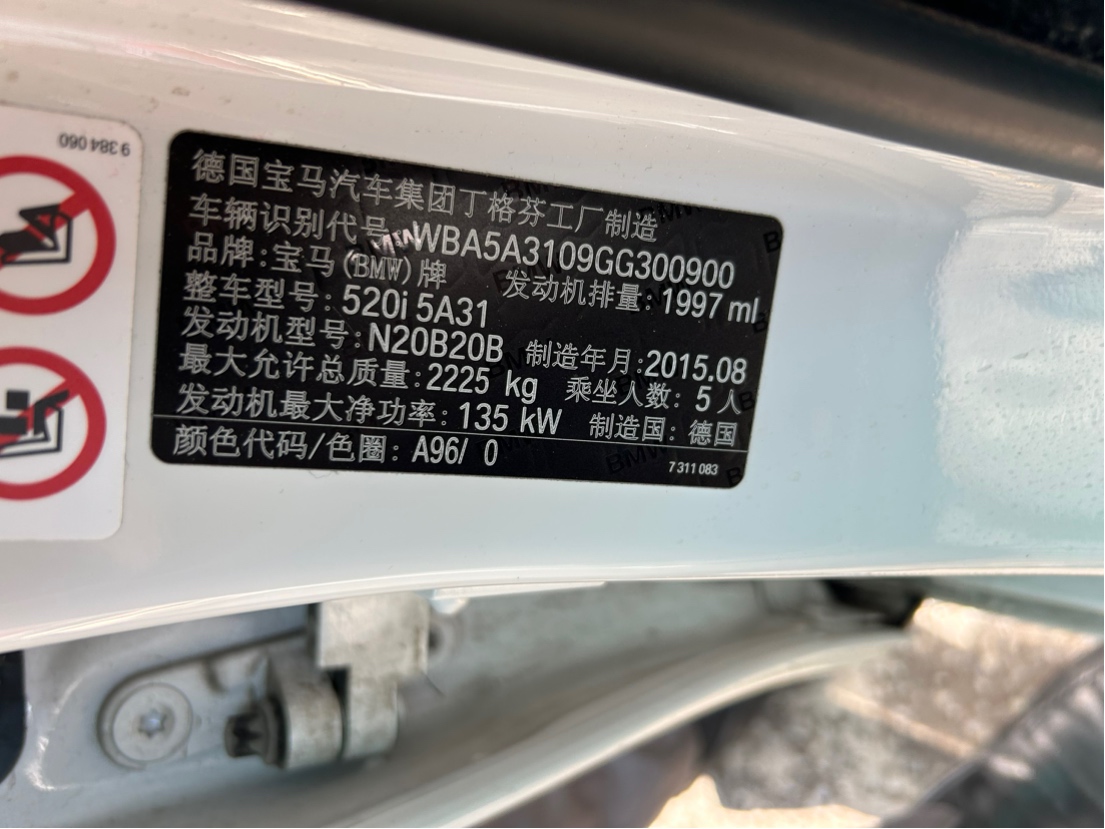 9 384 060
德国宝马汽车集团丁格芬工厂制造
车辆识别代号:WBA5A3109GG300900
品牌:宝马(BMW)牌 发动机排量:1997 ml
整车型号:520i 5A31
发动机型号:N20B20B 制造年月:2015.08
最大允许总质量:2225 kg 乘坐人数: 5人
发动机最大净功率:135 kW 制造国: 德国
颜色代码/色圈: A96/ 0
7 311 083